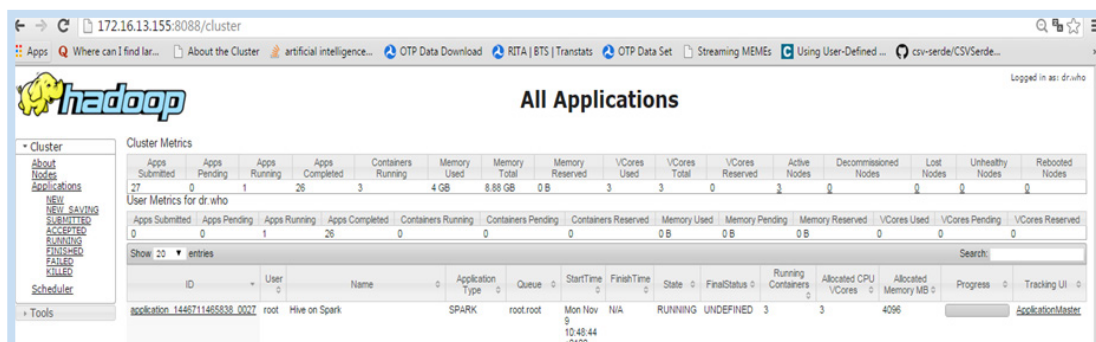 172.16.13.155:8088/cluster
Apps Where can I find lar... About the Cluster artificial intelligence... OTP Data Download RITA | BTS | Transtats OTP Data Set Streaming MEMEs Using User-Defined ... csv-serde/CSVSerde...
Logged in as: dr.who
hadoop
All Applications
Cluster
About
Nodes
Applications
NEW
NEW_SAVING
SUBMITTED
ACCEPTED
RUNNING
FINISHED
FAILED
KILLED
Scheduler
Tools
Cluster Metrics
Apps Submitted Apps Pending Apps Running Apps Completed Containers Running Memory Used Memory Total Memory Reserved VCores Used VCores Total VCores Reserved Active Nodes Decommissioned Nodes Lost Nodes Unhealthy Nodes Rebooted Nodes
27 0 1 26 3 4 GB 8.88 GB 0 B 3 3 0 3 0 0 0 0
User Metrics for dr.who
Apps Submitted Apps Pending Apps Running Apps Completed Containers Running Containers Pending Containers Reserved Memory Used Memory Pending Memory Reserved VCores Used VCores Pending VCores Reserved
0 0 1 26 0 0 0 0 B 0 B 0 B 0 0 0
Show 20 entries Search:
ID User Name Application Type Queue StartTime FinishTime State FinalStatus Running Containers Allocated CPU VCores Allocated Memory MB Progress Tracking UI
application_1446711465838_0027 root Hive on Spark SPARK root.root Mon Nov 9 10:48:44 N/A RUNNING UNDEFINED 3 3 4096 ApplicationMaster